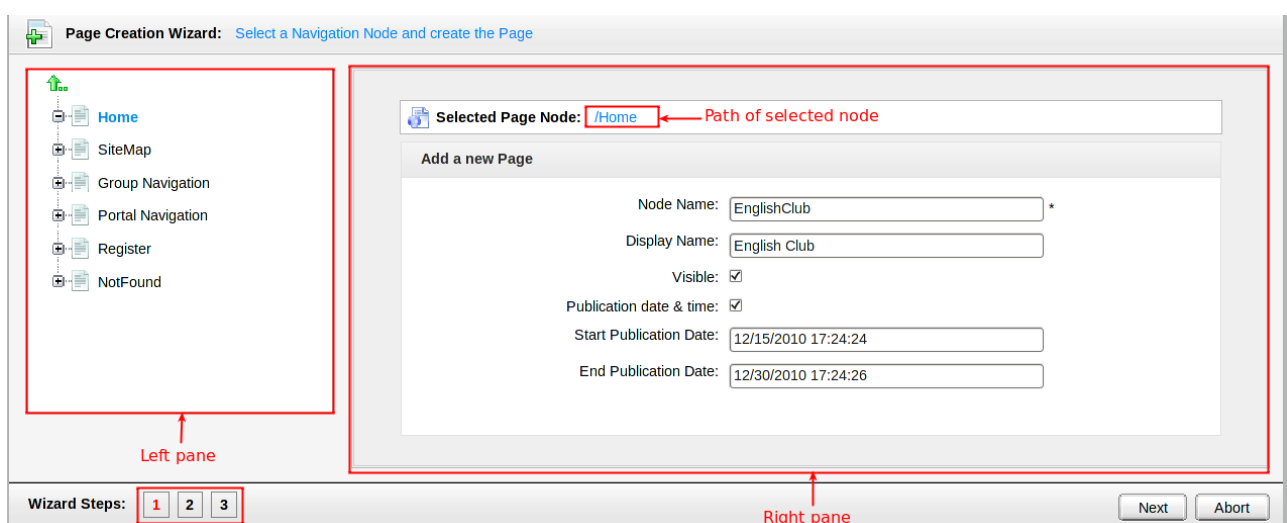 Page Creation Wizard: Select a Navigation Node and create the Page
Home
SiteMap
Group Navigation
Portal Navigation
Register
NotFound
Left pane
Selected Page Node: /Home Path of selected node
Add a new Page
Node Name: EnglishClub *
Display Name: English Club
Visible:
Publication date & time:
Start Publication Date: 12/15/2010 17:24:24
End Publication Date: 12/30/2010 17:24:26
Wizard Steps: 1 2 3
Right pane
Next Abort